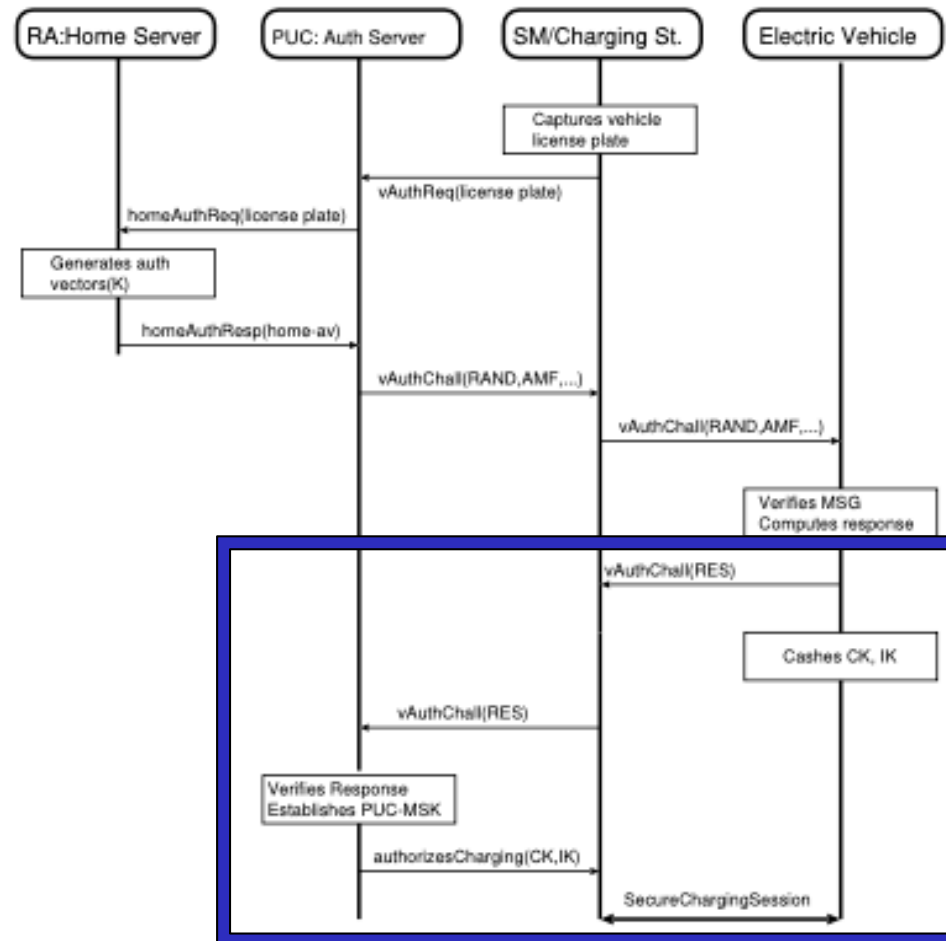 RA:Home Server
PUC: Auth Server
SM/Charging St.
Electric Vehicle
Captures vehicle
license plate
vAuthReq(license plate)
homeAuthReq(license plate)
Generates auth
vectors(K)
homeAuthResp(home-av)
vAuthChall(RAND,AMF,...)
vAuthChall(RAND,AMF,...)
Verifies MSG
Computes response
vAuthChall(RES)
Cashes CK, IK
vAuthChall(RES)
Verifies Response
Establishes PUC-MSK
authorizesCharging(CK,IK)
SecureChargingSession